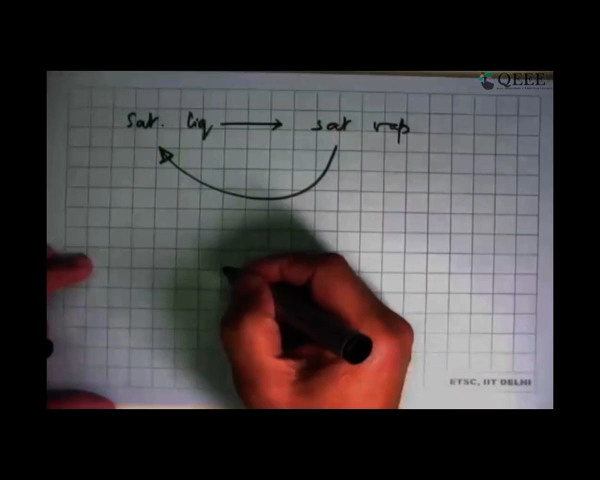 QEEE
Sat. liq → sat vap
ETSC, IIT DELHI